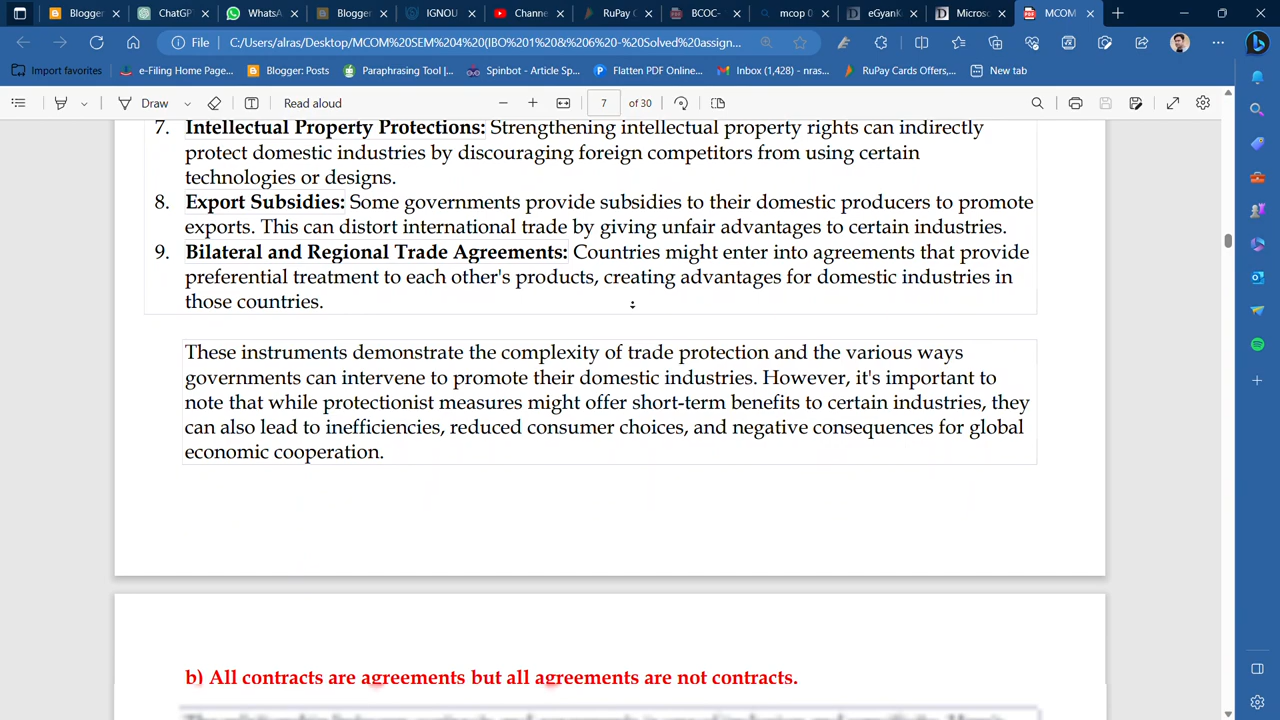 Blogger
ChatGP
WhatsA
Blogger
IGNOU
Channe
RuPay C
BCOC-
mcop 0
eGyanK
Microsc
MCOM
File
C:/Users/alras/Desktop/MCOM%20SEM%204%20(IBO%201%20&%206%20-%20Solved%20assign...
Import favorites
e-Filing Home Page...
Blogger: Posts
Paraphrasing Tool |...
Spinbot - Article Sp...
Flatten PDF Online...
Inbox (1,428) - nras...
RuPay Cards Offers,...
New tab
Draw
Read aloud
7
of 30
7. Intellectual Property Protections: Strengthening intellectual property rights can indirectly
protect domestic industries by discouraging foreign competitors from using certain
technologies or designs.
8. Export Subsidies: Some governments provide subsidies to their domestic producers to promote
exports. This can distort international trade by giving unfair advantages to certain industries.
9. Bilateral and Regional Trade Agreements: Countries might enter into agreements that provide
preferential treatment to each other's products, creating advantages for domestic industries in
those countries.
These instruments demonstrate the complexity of trade protection and the various ways
governments can intervene to promote their domestic industries. However, it's important to
note that while protectionist measures might offer short-term benefits to certain industries, they
can also lead to inefficiencies, reduced consumer choices, and negative consequences for global
economic cooperation.
b) All contracts are agreements but all agreements are not contracts.